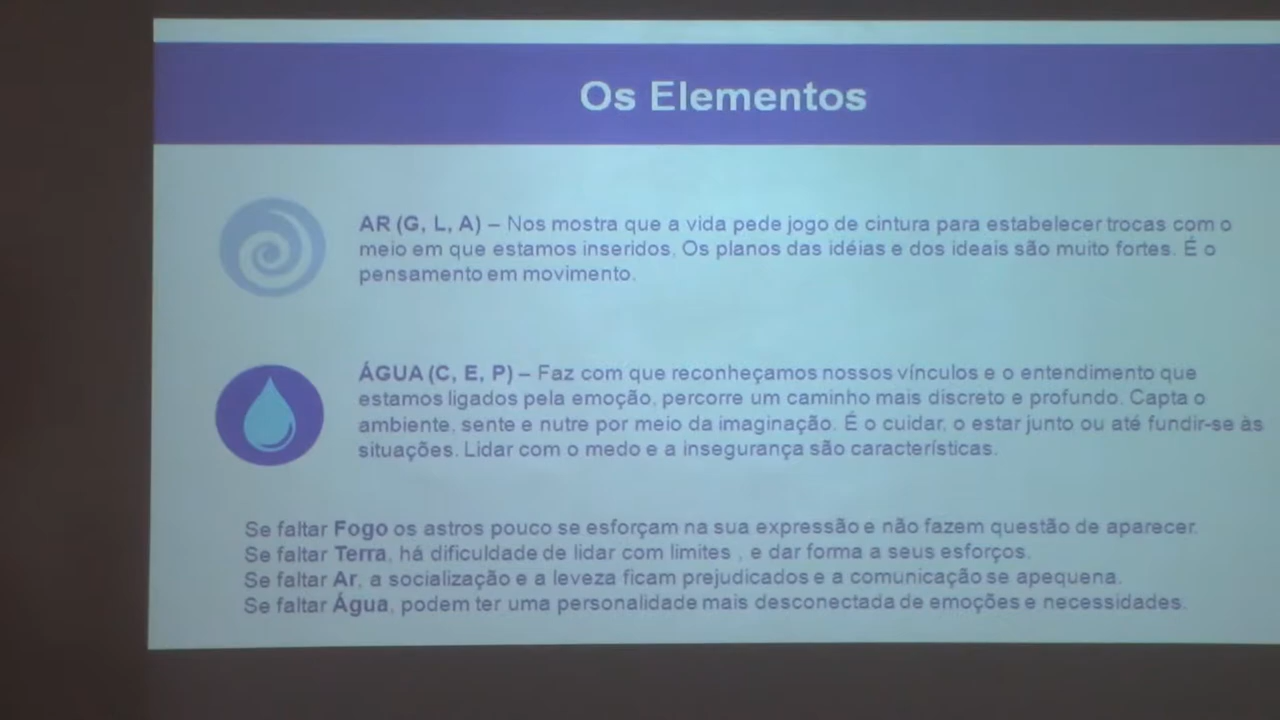 Os Elementos
AR (G, L, A) – Nos mostra que a vida pede jogo de cintura para estabelecer trocas com o
meio em que estamos inseridos, Os planos das idéias e dos ideais são muito fortes. É o
pensamento em movimento.
ÁGUA (C, E, P) – Faz com que reconheçamos nossos vínculos e o entendimento que
estamos ligados pela emoção, percorre um caminho mais discreto e profundo. Capta o
ambiente, sente e nutre por meio da imaginação. É o cuidar, o estar junto ou até fundir-se às
situações. Lidar com o medo e a insegurança são características.
Se faltar Fogo os astros pouco se esforçam na sua expressão e não fazem questão de aparecer.
Se faltar Terra, há dificuldade de lidar com limites , e dar forma a seus esforços.
Se faltar Ar, a socialização e a leveza ficam prejudicados e a comunicação se apequena.
Se faltar Água, podem ter uma personalidade mais desconectada de emoções e necessidades.